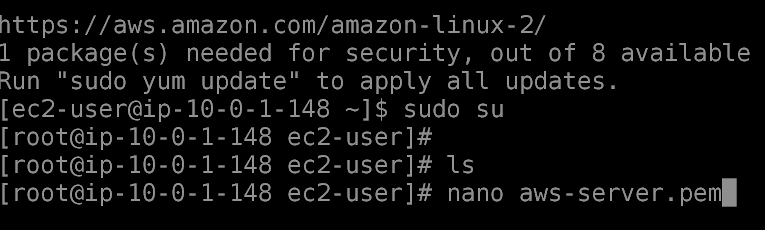 https://aws.amazon.com/amazon-linux-2/
1 package(s) needed for security, out of 8 available
Run "sudo yum update" to apply all updates.
[ec2-user@ip-10-0-1-148 ~]$ sudo su
[root@ip-10-0-1-148 ec2-user]#
[root@ip-10-0-1-148 ec2-user]# ls
[root@ip-10-0-1-148 ec2-user]# nano aws-server.pem